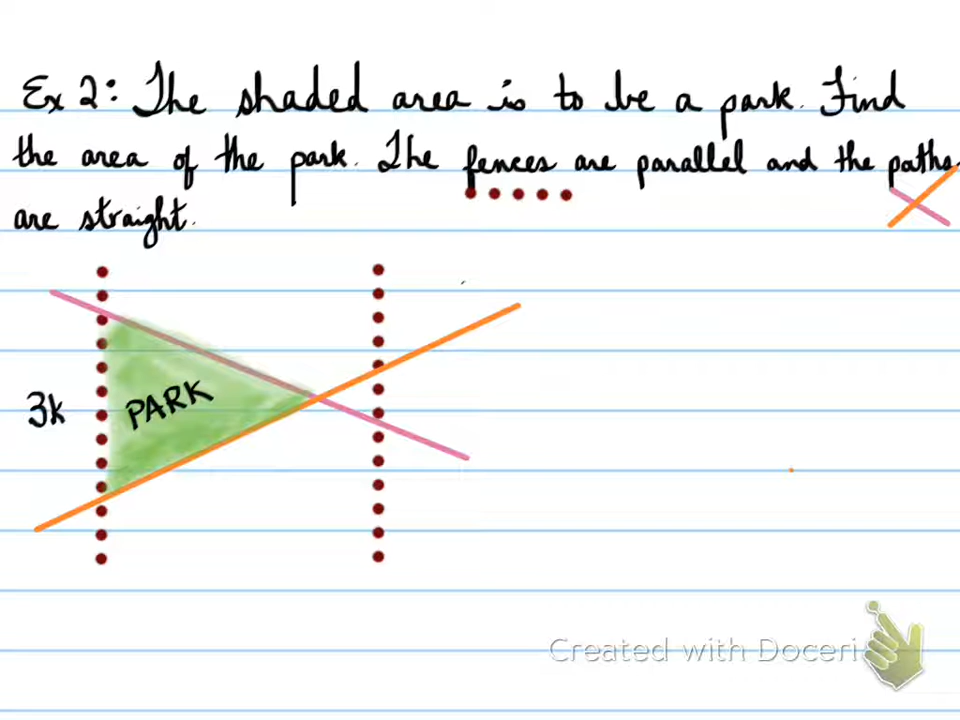 Ex 2: The shaded area is to be a park. Find
the area of the park. The fences are parallel and the paths
are straight.
PARK
3k
Created with Doceri